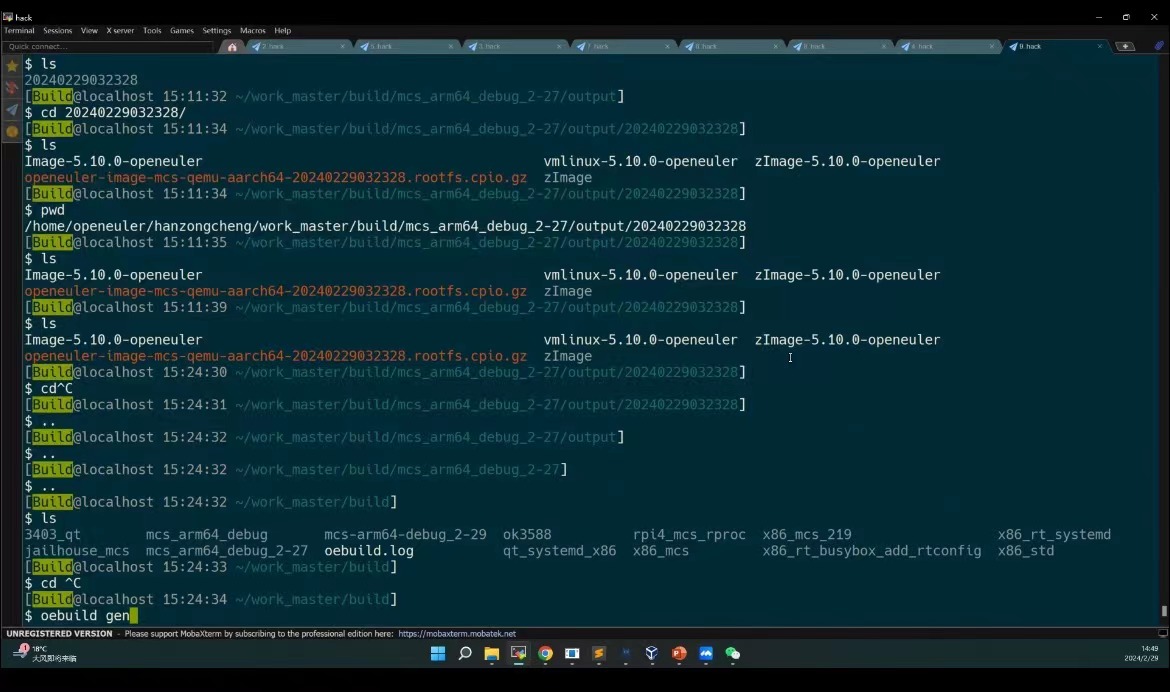 hack
Terminal Sessions View X server Tools Games Settings Macros Help
Quick connect... 2. hack 5. hack 3. hack 7. hack 6. hack 8. hack 4. hack 9. hack
$ ls
20240229032328
[Build@localhost 15:11:32 ~/work_master/build/mcs_arm64_debug_2-27/output]
$ cd 20240229032328/
[Build@localhost 15:11:34 ~/work_master/build/mcs_arm64_debug_2-27/output/20240229032328]
$ ls
Image-5.10.0-openeuler vmlinux-5.10.0-openeuler zImage-5.10.0-openeuler
openeuler-image-mcs-qemu-aarch64-20240229032328.rootfs.cpio.gz zImage
[Build@localhost 15:11:34 ~/work_master/build/mcs_arm64_debug_2-27/output/20240229032328]
$ pwd
/home/openeuler/hanzongcheng/work_master/build/mcs_arm64_debug_2-27/output/20240229032328
[Build@localhost 15:11:35 ~/work_master/build/mcs_arm64_debug_2-27/output/20240229032328]
$ ls
Image-5.10.0-openeuler vmlinux-5.10.0-openeuler zImage-5.10.0-openeuler
openeuler-image-mcs-qemu-aarch64-20240229032328.rootfs.cpio.gz zImage
[Build@localhost 15:11:39 ~/work_master/build/mcs_arm64_debug_2-27/output/20240229032328]
$ ls
Image-5.10.0-openeuler vmlinux-5.10.0-openeuler zImage-5.10.0-openeuler
openeuler-image-mcs-qemu-aarch64-20240229032328.rootfs.cpio.gz zImage
[Build@localhost 15:24:30 ~/work_master/build/mcs_arm64_debug_2-27/output/20240229032328]
$ cd^C
[Build@localhost 15:24:31 ~/work_master/build/mcs_arm64_debug_2-27/output/20240229032328]
$ ..
[Build@localhost 15:24:32 ~/work_master/build/mcs_arm64_debug_2-27/output]
$ ..
[Build@localhost 15:24:32 ~/work_master/build/mcs_arm64_debug_2-27]
$ ..
[Build@localhost 15:24:32 ~/work_master/build]
$ ls
3403_qt mcs_arm64_debug mcs-arm64-debug_2-29 ok3588 rpi4_mcs_rproc x86_mcs_219 x86_rt_systemd
jailhouse_mcs mcs_arm64_debug_2-27 oebuild.log qt_systemd_x86 x86_mcs x86_rt_busybox_add_rtconfig x86_std
[Build@localhost 15:24:33 ~/work_master/build]
$ cd ^C
[Build@localhost 15:24:34 ~/work_master/build]
$ oebuild gen
UNREGISTERED VERSION - Please support MobaXterm by subscribing to the professional edition here: https://mobaxterm.mobatek.net
18°C
大风即将来临
14:49
2024/2/29